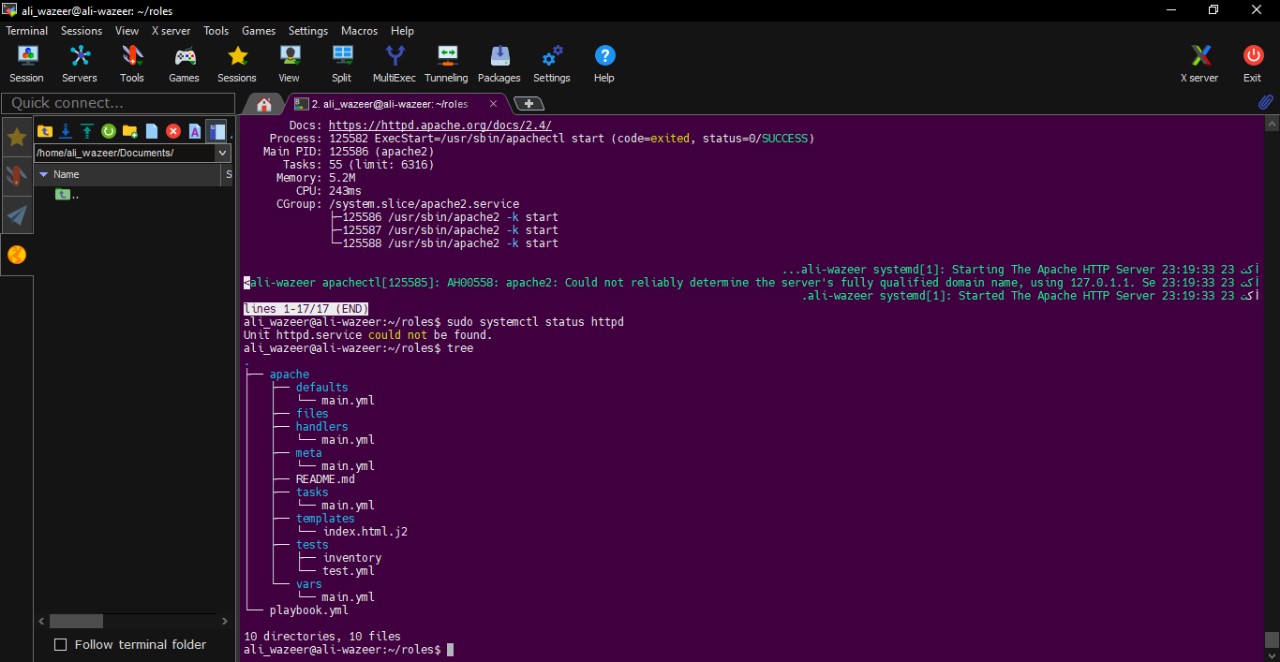 ali_wazeer@ali-wazeer: ~/roles
Terminal Sessions View X server Tools Games Settings Macros Help
Session Servers Tools Games Sessions View Split MultiExec Tunneling Packages Settings Help X server Exit
Quick connect...
2. ali_wazeer@ali-wazeer: ~/roles
/home/ali_wazeer/Documents/
Name S
..
Docs: https://httpd.apache.org/docs/2.4/
Process: 125582 ExecStart=/usr/sbin/apachectl start (code=exited, status=0/SUCCESS)
Main PID: 125586 (apache2)
Tasks: 55 (limit: 6316)
Memory: 5.2M
CPU: 243ms
CGroup: /system.slice/apache2.service
├─125586 /usr/sbin/apache2 -k start
├─125587 /usr/sbin/apache2 -k start
└─125588 /usr/sbin/apache2 -k start
...ali-wazeer systemd[1]: Starting The Apache HTTP Server 23:19:33 23 أكت
<ali-wazeer apachectl[125585]: AH00558: apache2: Could not reliably determine the server's fully qualified domain name, using 127.0.1.1. Se 23:19:33 23 أكت
.ali-wazeer systemd[1]: Started The Apache HTTP Server 23:19:33 23 أكت
lines 1-17/17 (END)
ali_wazeer@ali-wazeer:~/roles$ sudo systemctl status httpd
Unit httpd.service could not be found.
ali_wazeer@ali-wazeer:~/roles$ tree
.
├── apache
│   ├── defaults
│   │   └── main.yml
│   ├── files
│   ├── handlers
│   │   └── main.yml
│   ├── meta
│   │   └── main.yml
│   ├── README.md
│   ├── tasks
│   │   └── main.yml
│   ├── templates
│   │   └── index.html.j2
│   ├── tests
│   │   ├── inventory
│   │   └── test.yml
│   └── vars
│       └── main.yml
└── playbook.yml
10 directories, 10 files
ali_wazeer@ali-wazeer:~/roles$
Follow terminal folder